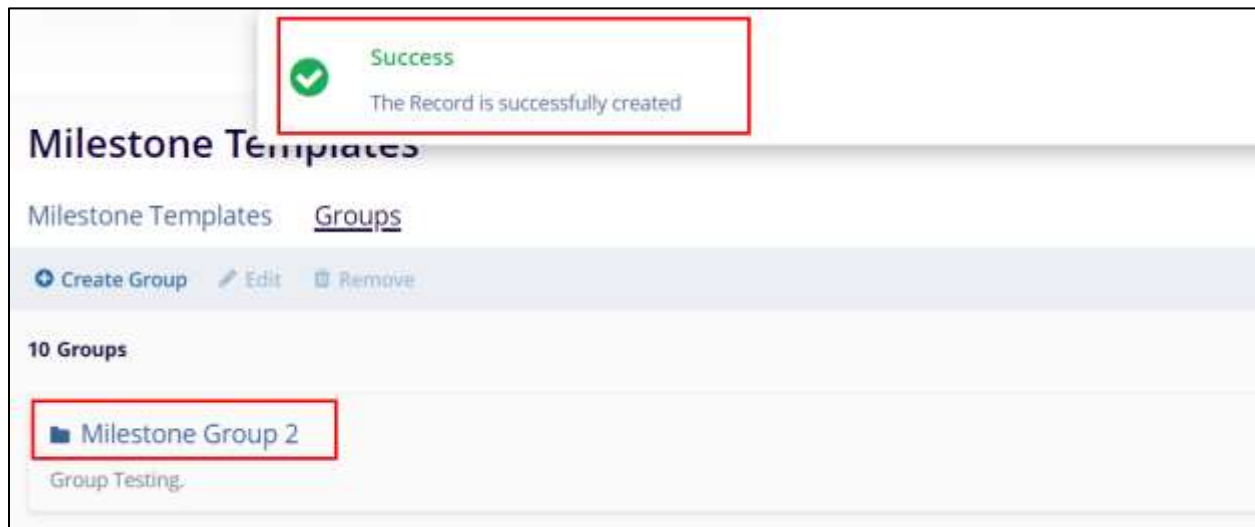 Success
The Record is successfully created
Milestone Templates
Milestone Templates Groups
Create Group Edit Remove
10 Groups
Milestone Group 2
Group Testing.